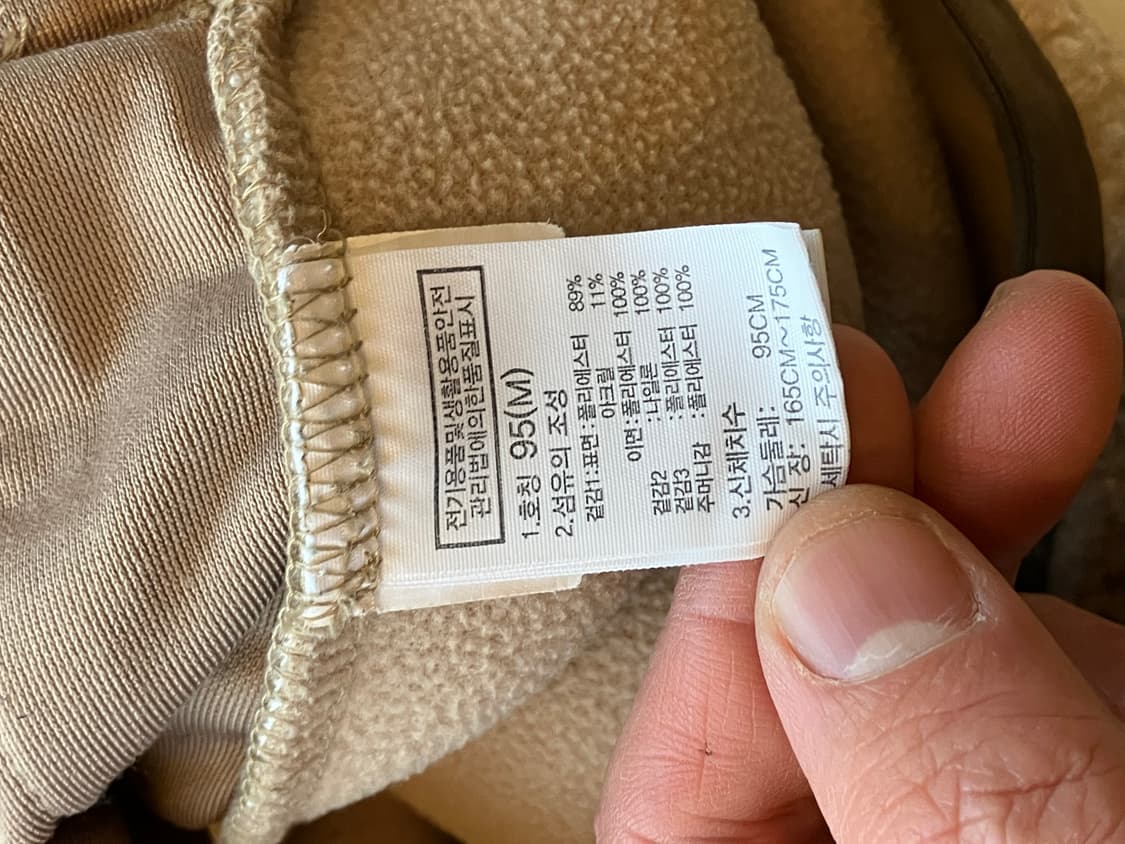 전기용품및생활용품안전
관리법에의한품질표시
1.호칭 95(M)
2.섬유의 조성
겉감1:표면:폴리에스터 89%
아크릴 11%
이면:폴리에스터 100%
겉감2 :나일론 100%
겉감3 :폴리에스터 100%
주머니감 :폴리에스터 100%
3.신체치수
가슴둘레: 95CM
신 장: 165CM~175CM
세탁시 주의사항